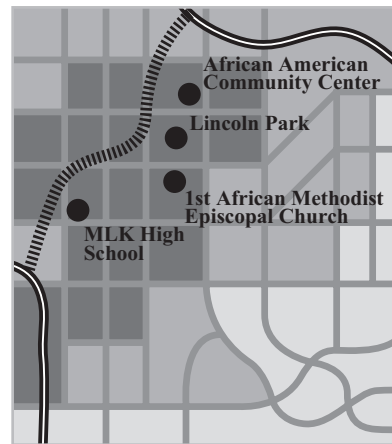 African American
Community Center
Lincoln Park
1st African Methodist
Episcopal Church
MLK High
School